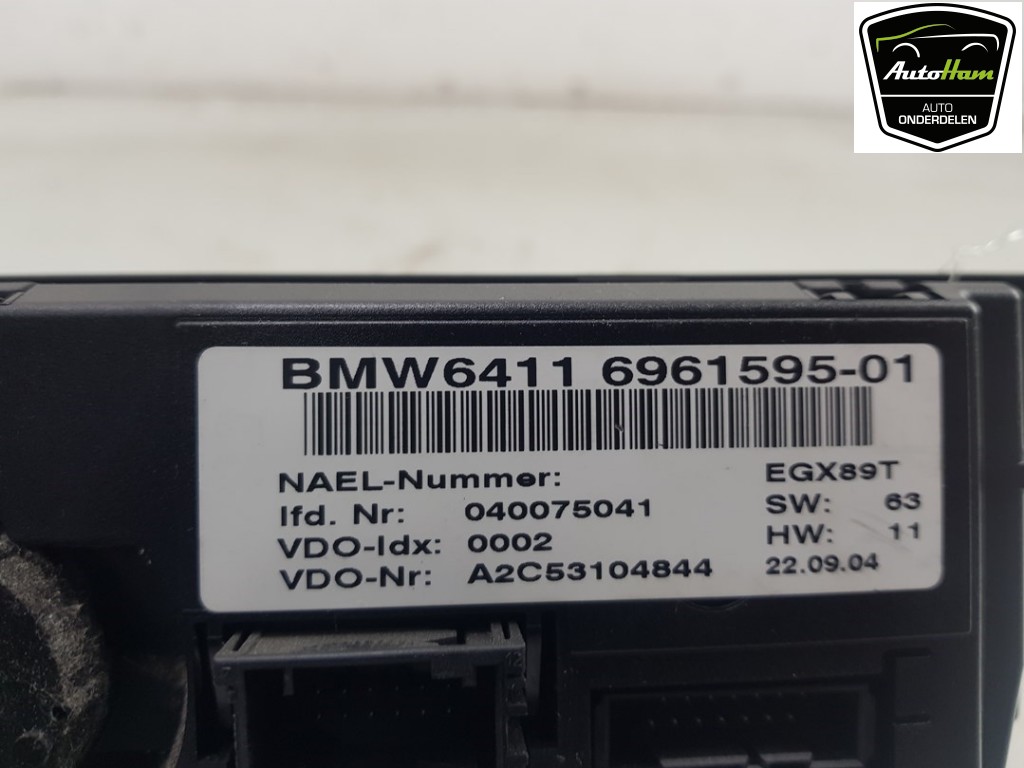 AutoHam
AUTO
ONDERDELEN
BMW6411 6961595-01
NAEL-Nummer: EGX89T
lfd. Nr: 040075041 SW: 63
VDO-Idx: 0002 HW: 11
VDO-Nr: A2C53104844 22.09.04